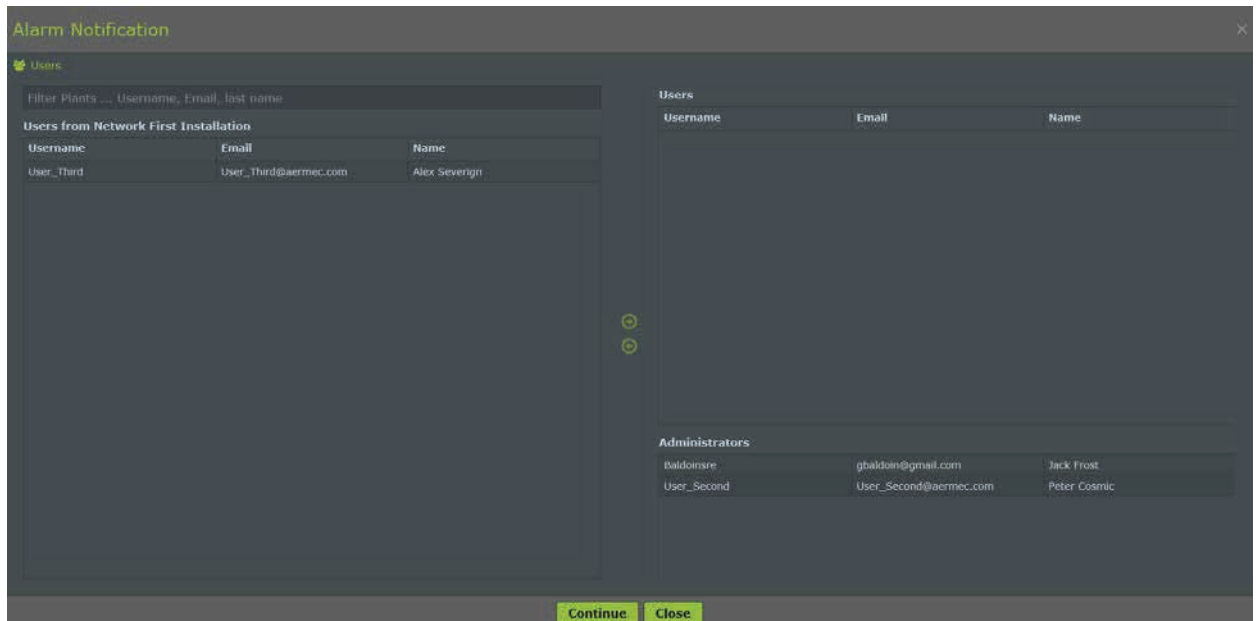 Alarm Notification
Users
Filter Plants ... Username, Email, last name
Users from Network First Installation
Username Email Name
User_Third User_Third@aermec.com Alex Severign
Users
Username Email Name
Administrators
Baldoinsre gbaldoin@gmail.com Jack Frost
User_Second User_Second@aermec.com Peter Cosmic
Continue Close